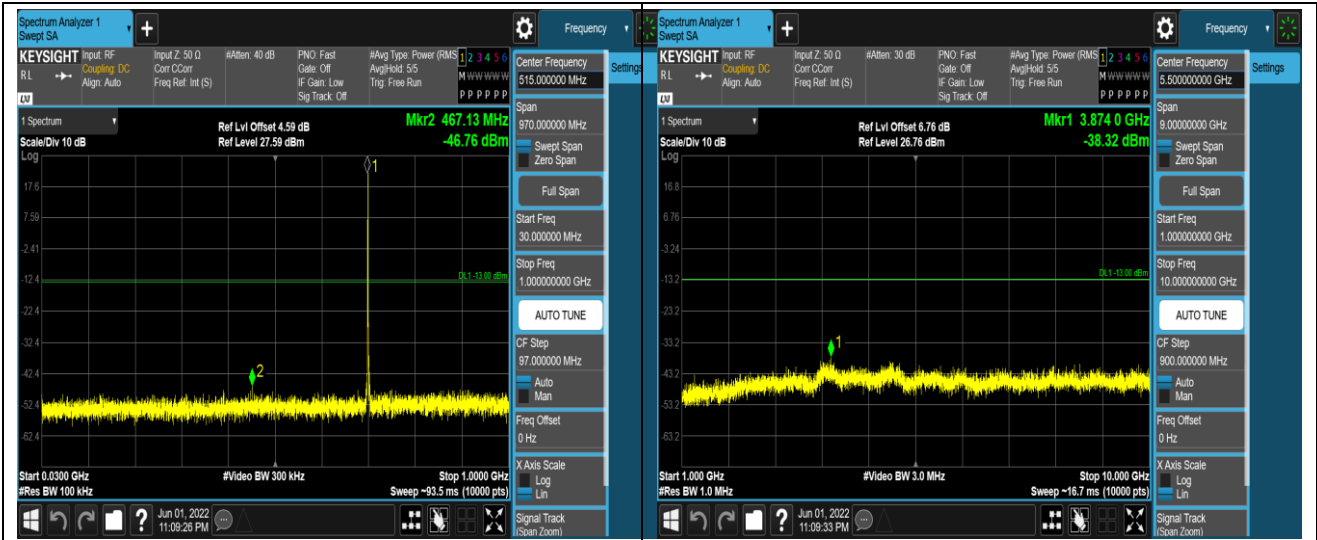 Spectrum Analyzer 1
Swept SA
+
Frequency
KEYSIGHT Input: RF Input Z: 50 Ω #Atten: 40 dB PNO: Fast #Avg Type: Power (RMS 1 2 3 4 5 6
RL Coupling: DC Corr CCorr Gate: Off Avg|Hold: 5/5 M W W W W W
Align: Auto Freq Ref: Int (S) IF Gain: Low Trig: Free Run P P P P P P
Sig Track: Off
LXI
Center Frequency
515.000000 MHz
Settings
1 Spectrum
Ref Lvl Offset 4.59 dB
Mkr2 467.13 MHz
Scale/Div 10 dB
Ref Level 27.59 dBm
-46.76 dBm
Log
17.6
7.59
-2.41
-12.4
-22.4
-32.4
-42.4
-52.4
-62.4
1
2
DL1 -13.00 dBm
Start 0.0300 GHz
#Video BW 300 kHz
Stop 1.0000 GHz
#Res BW 100 kHz
Sweep ~93.5 ms (10000 pts)
Span
970.000000 MHz
Swept Span
Zero Span
Full Span
Start Freq
30.000000 MHz
Stop Freq
1.000000000 GHz
AUTO TUNE
CF Step
97.000000 MHz
Auto
Man
Freq Offset
0 Hz
X Axis Scale
Log
Lin
Signal Track
(Span Zoom)
?
Jun 01, 2022
11:09:26 PM
Spectrum Analyzer 1
Swept SA
+
Frequency
KEYSIGHT Input: RF Input Z: 50 Ω #Atten: 30 dB PNO: Fast #Avg Type: Power (RMS 1 2 3 4 5 6
RL Coupling: DC Corr CCorr Gate: Off Avg|Hold: 5/5 M W W W W W
Align: Auto Freq Ref: Int (S) IF Gain: Low Trig: Free Run P P P P P P
Sig Track: Off
LXI
Center Frequency
5.500000000 GHz
Settings
1 Spectrum
Ref Lvl Offset 6.76 dB
Mkr1 3.874 0 GHz
Scale/Div 10 dB
Ref Level 26.76 dBm
-38.32 dBm
Log
16.8
6.76
-3.24
-13.2
-23.2
-33.2
-43.2
-53.2
-63.2
1
DL1 -13.00 dBm
Start 1.000 GHz
#Video BW 3.0 MHz
Stop 10.000 GHz
#Res BW 1.0 MHz
Sweep ~16.7 ms (10000 pts)
Span
9.00000000 GHz
Swept Span
Zero Span
Full Span
Start Freq
1.000000000 GHz
Stop Freq
10.000000000 GHz
AUTO TUNE
CF Step
900.000000 MHz
Auto
Man
Freq Offset
0 Hz
X Axis Scale
Log
Lin
Signal Track
(Span Zoom)
?
Jun 01, 2022
11:09:33 PM